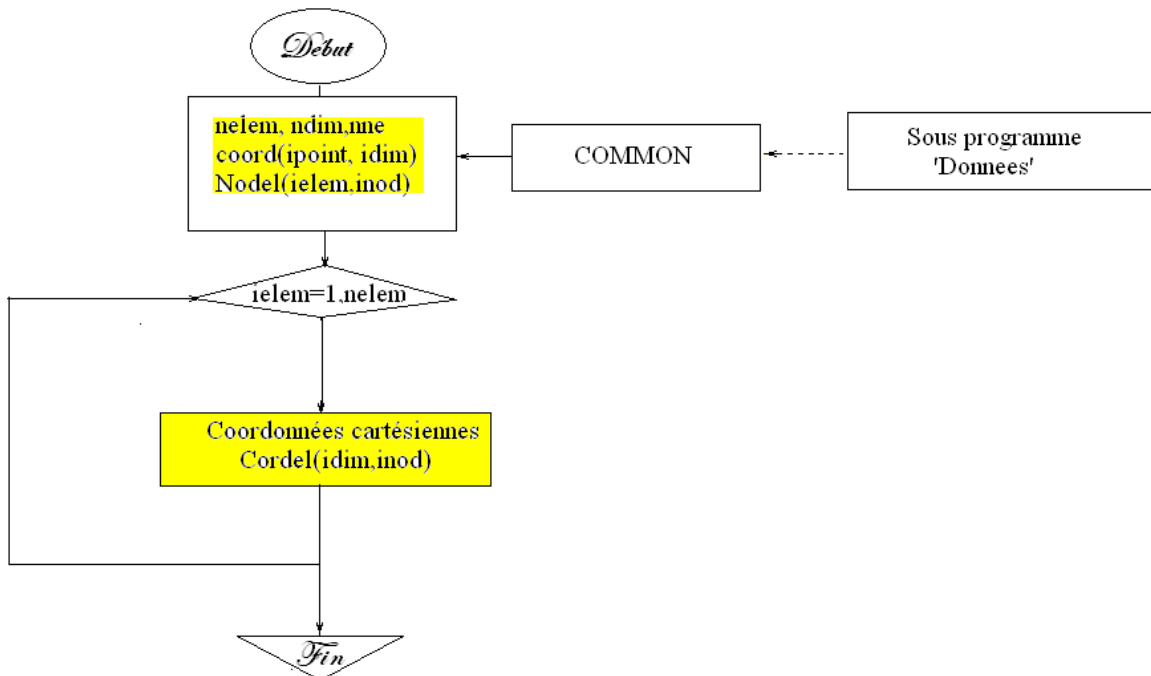 Début
nelem, ndim,nne
coord(ipoint, idim)
Nodel(ielem,inod)
COMMON
Sous programme
'Donnees'
ielem=1,nelem
Coordonnées cartésiennes
Cordel(idim,inod)
Fin